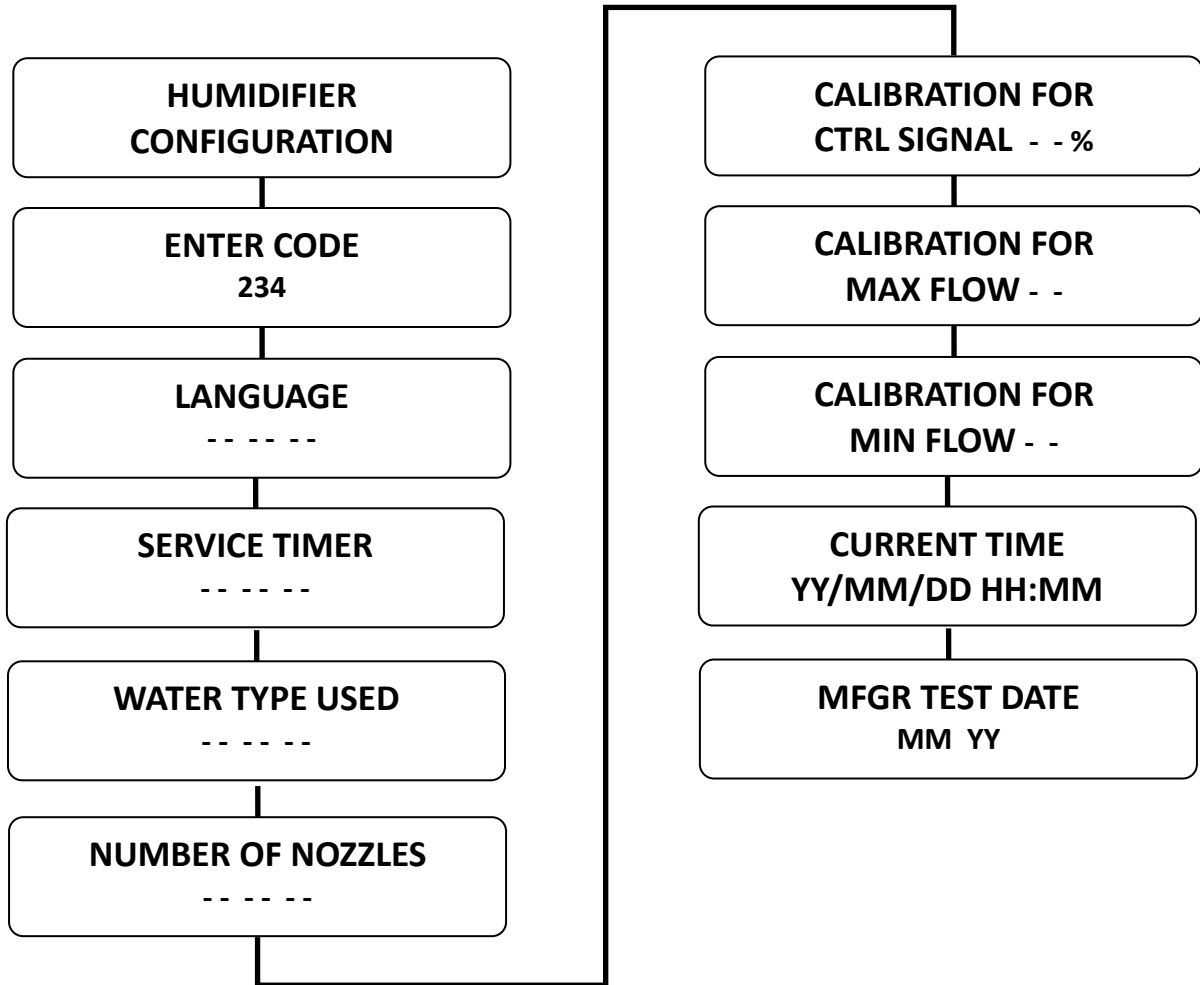 HUMIDIFIER
CONFIGURATION
ENTER CODE
234
LANGUAGE
- - - - - -
SERVICE TIMER
- - - - - -
WATER TYPE USED
- - - - - -
NUMBER OF NOZZLES
- - - - - -
CALIBRATION FOR
CTRL SIGNAL - - %
CALIBRATION FOR
MAX FLOW - -
CALIBRATION FOR
MIN FLOW - -
CURRENT TIME
YY/MM/DD HH:MM
MFGR TEST DATE
MM YY